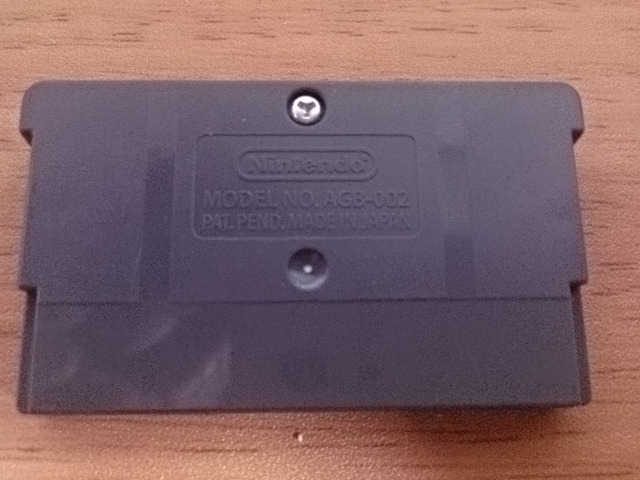 Nintendo
MODEL NO. AGB-002
PAT. PEND. MADE IN JAPAN